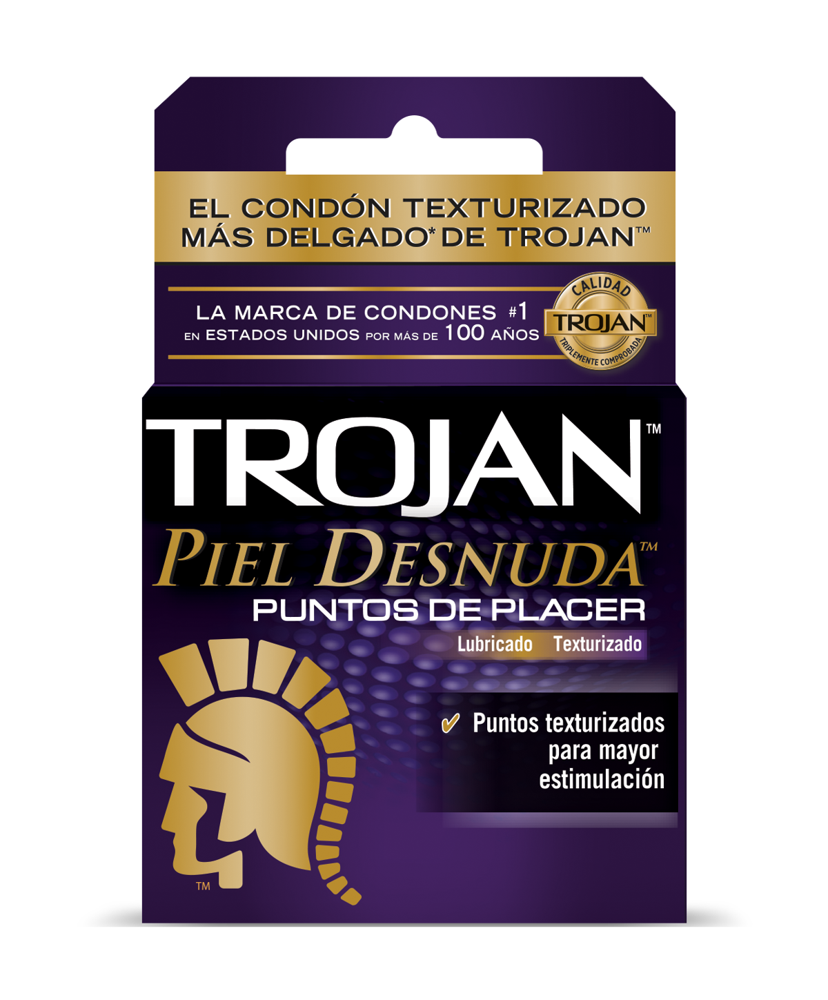 EL CONDÓN TEXTURIZADO
MÁS DELGADO* DE TROJAN™
LA MARCA DE CONDONES #1
EN ESTADOS UNIDOS POR MÁS DE 100 AÑOS
CALIDAD
TROJAN™
TRIPLEMENTE COMPROBADA
TROJAN™
PIEL DESNUDA™
PUNTOS DE PLACER
Lubricado Texturizado
✓ Puntos texturizados
para mayor
estimulación
TM